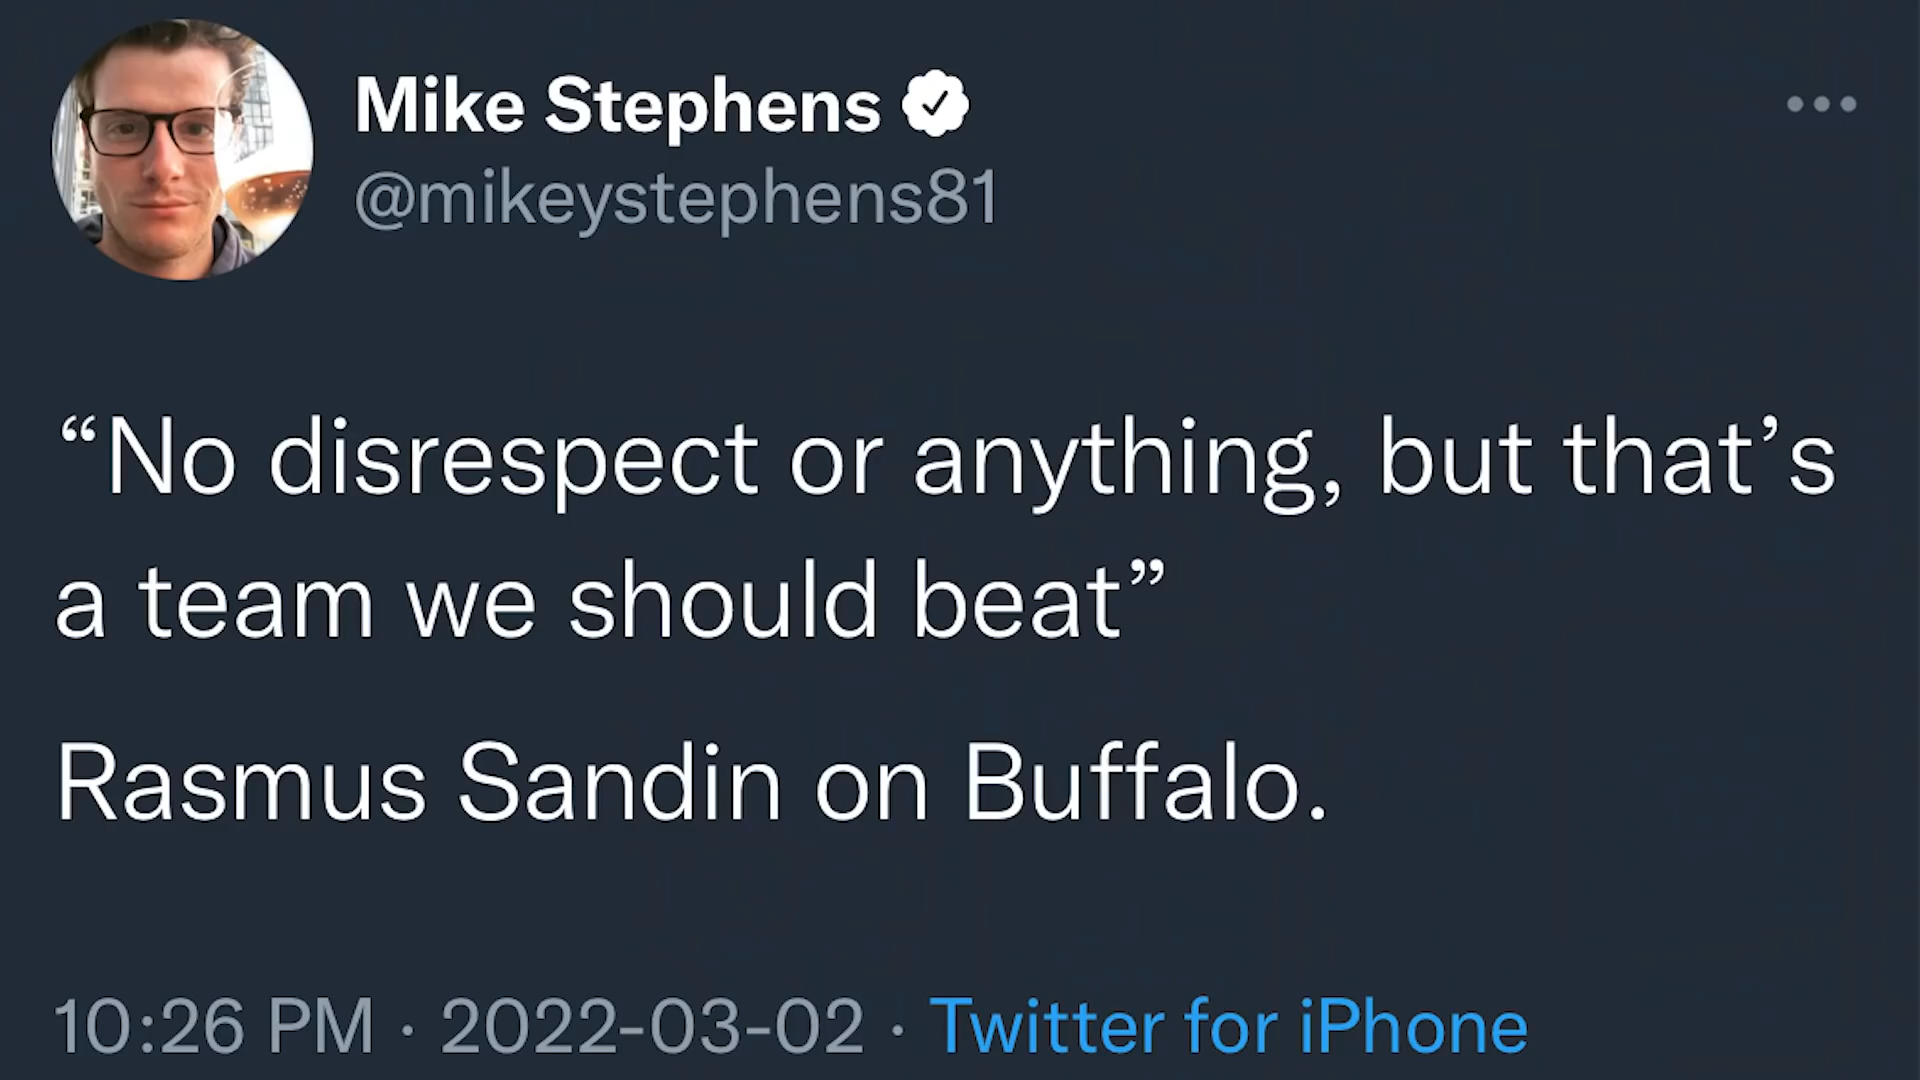 Mike Stephens
@mikeystephens81
“No disrespect or anything, but that’s
a team we should beat”
Rasmus Sandin on Buffalo.
10:26 PM · 2022-03-02 · Twitter for iPhone